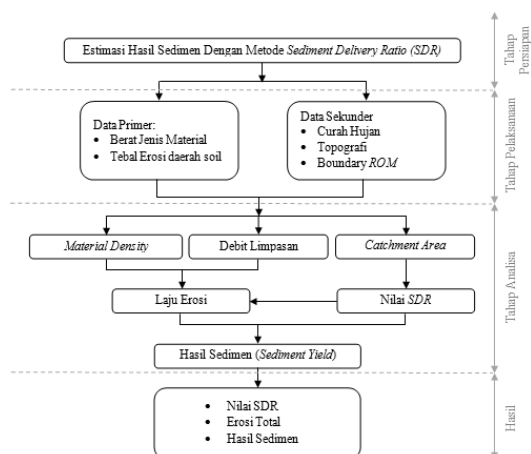 Estimasi Hasil Sedimen Dengan Metode Sediment Delivery Ratio (SDR)
Tahap
Persiapan
Data Primer:
• Berat Jenis Material
• Tebal Erosi daerah soil
Data Sekunder
• Curah Hujan
• Topografi
• Boundary ROM
Tahap Pelaksanaan
Material Density
Debit Limpasan
Catchment Area
Laju Erosi
Nilai SDR
Hasil Sedimen (Sediment Yield)
Tahap Analisa
• Nilai SDR
• Erosi Total
• Hasil Sedimen
Hasil